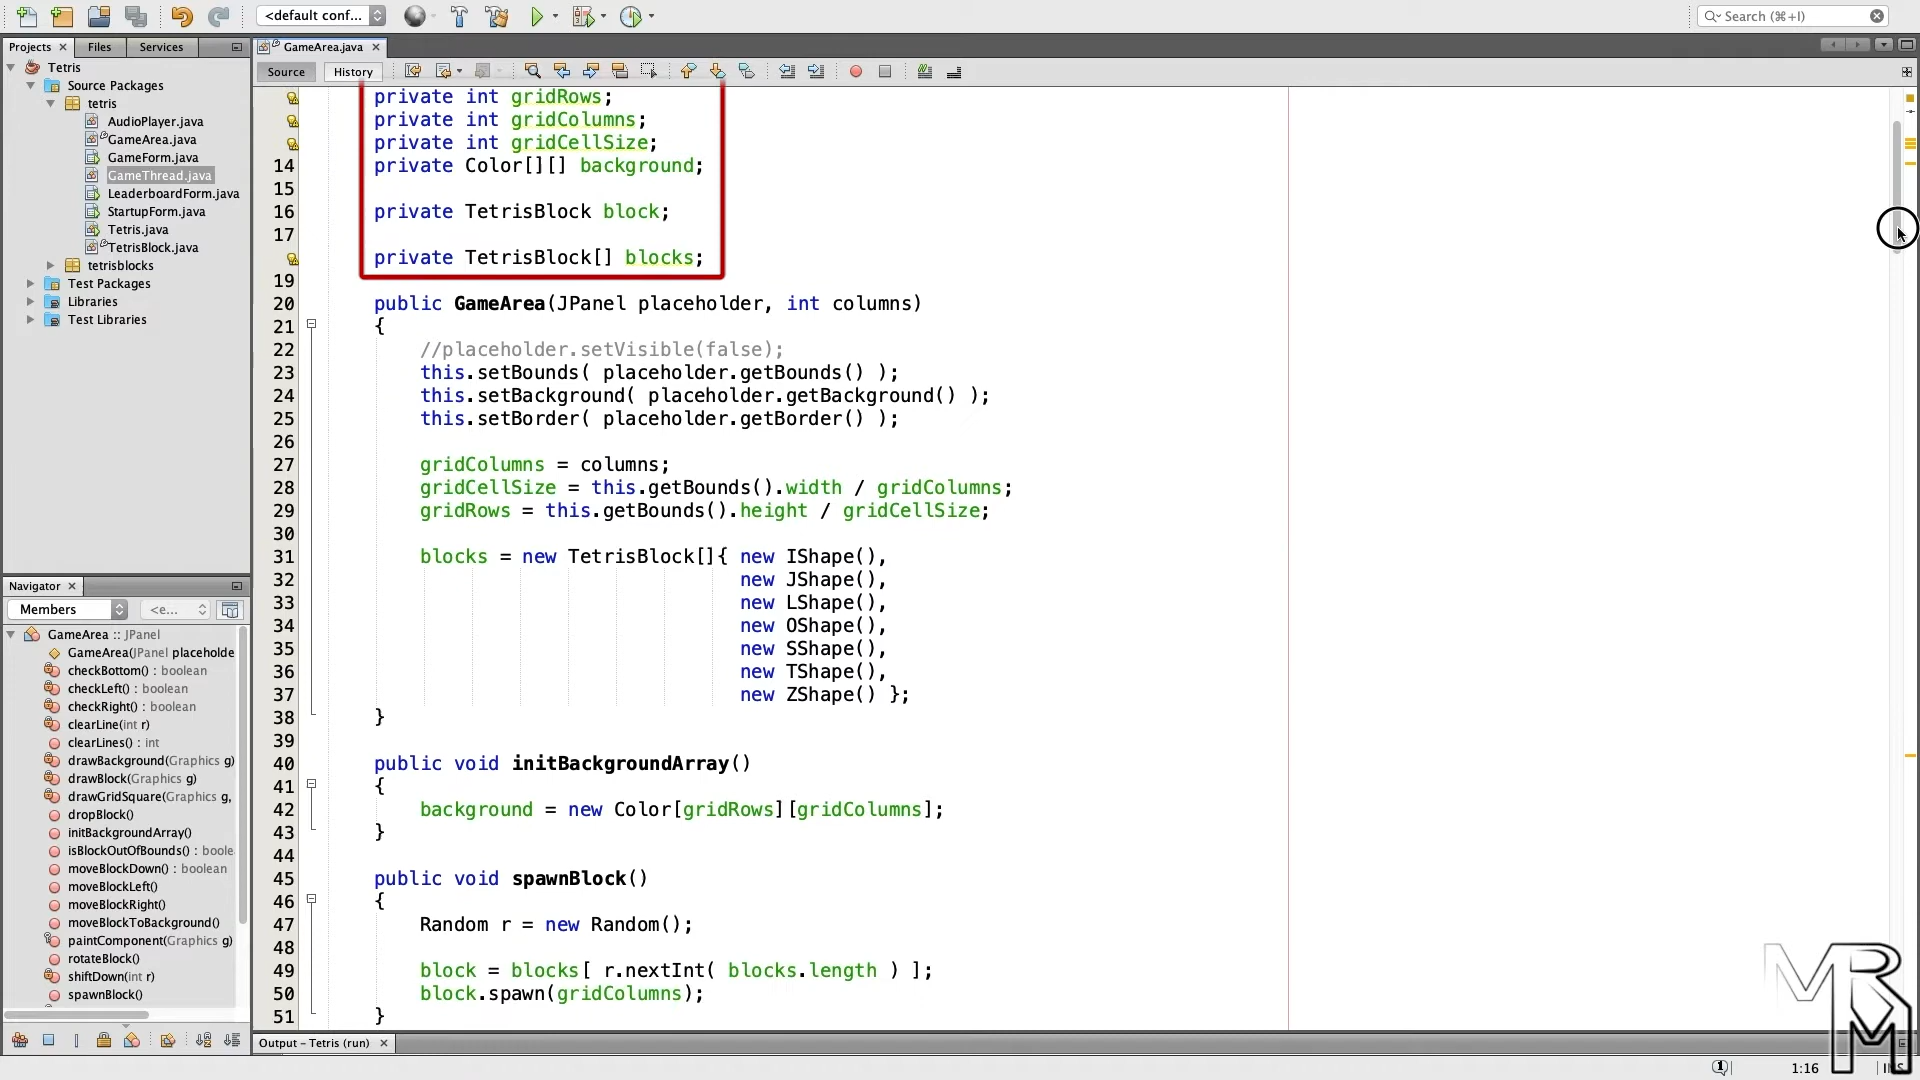 <default conf...
Search (⌘+I)
Projects
Files
Services
GameArea.java
Source
History
Tetris
Source Packages
tetris
AudioPlayer.java
GameArea.java
GameForm.java
GameThread.java
LeaderboardForm.java
StartupForm.java
Tetris.java
TetrisBlock.java
tetrisblocks
Test Packages
Libraries
Test Libraries
Navigator
Members
<e...
GameArea :: JPanel
GameArea(JPanel placeholde
checkBottom() : boolean
checkLeft() : boolean
checkRight() : boolean
clearLine(int r)
clearLines() : int
drawBackground(Graphics g)
drawBlock(Graphics g)
drawGridSquare(Graphics g,
dropBlock()
initBackgroundArray()
isBlockOutOfBounds() : boole
moveBlockDown() : boolean
moveBlockLeft()
moveBlockRight()
moveBlockToBackground()
paintComponent(Graphics g)
rotateBlock()
shiftDown(int r)
spawnBlock()
private int gridRows;
private int gridColumns;
private int gridCellSize;
14 private Color[][] background;
15
16 private TetrisBlock block;
17
private TetrisBlock[] blocks;
19
20 public GameArea(JPanel placeholder, int columns)
21 {
22 //placeholder.setVisible(false);
23 this.setBounds( placeholder.getBounds() );
24 this.setBackground( placeholder.getBackground() );
25 this.setBorder( placeholder.getBorder() );
26
27 gridColumns = columns;
28 gridCellSize = this.getBounds().width / gridColumns;
29 gridRows = this.getBounds().height / gridCellSize;
30
31 blocks = new TetrisBlock[]{ new IShape(),
32 new JShape(),
33 new LShape(),
34 new OShape(),
35 new SShape(),
36 new TShape(),
37 new ZShape() };
38 }
39
40 public void initBackgroundArray()
41 {
42 background = new Color[gridRows][gridColumns];
43 }
44
45 public void spawnBlock()
46 {
47 Random r = new Random();
48
49 block = blocks[ r.nextInt( blocks.length ) ];
50 block.spawn(gridColumns);
51 }
Output – Tetris (run)
1:16